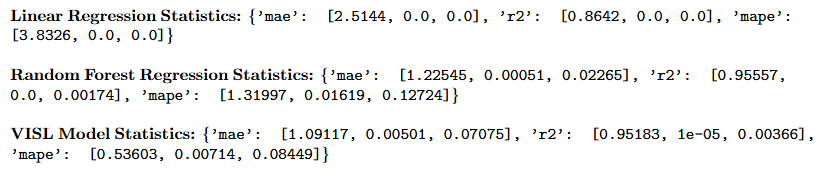 Linear Regression Statistics: {’mae’: [2.5144, 0.0, 0.0], ’r2’: [0.8642, 0.0, 0.0], ’mape’:
[3.8326, 0.0, 0.0]}
Random Forest Regression Statistics: {’mae’: [1.22545, 0.00051, 0.02265], ’r2’: [0.95557,
0.0, 0.00174], ’mape’: [1.31997, 0.01619, 0.12724]}
VISL Model Statistics: {’mae’: [1.09117, 0.00501, 0.07075], ’r2’: [0.95183, 1e-05, 0.00366],
’mape’: [0.53603, 0.00714, 0.08449]}